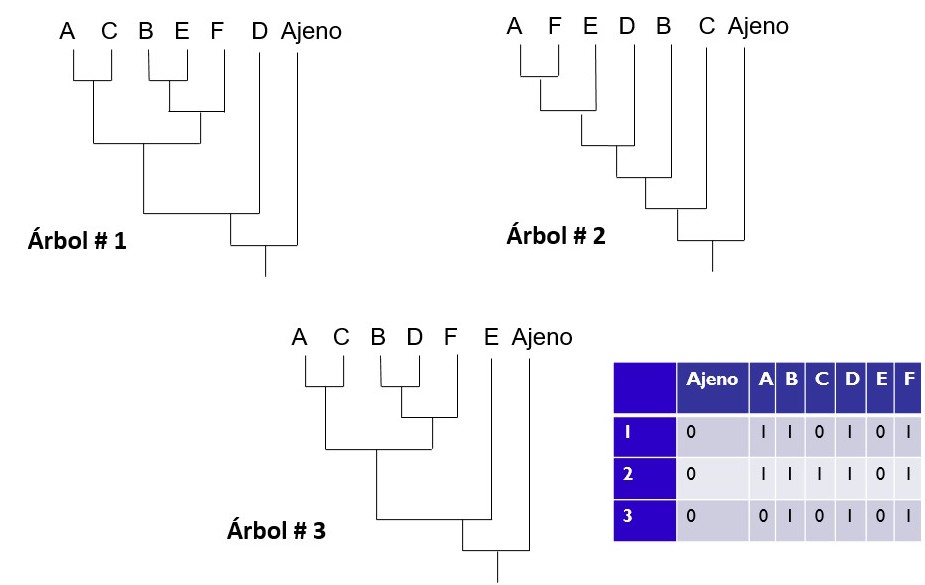 A C B E F D Ajeno
Árbol # 1
A F E D B C Ajeno
Árbol # 2
A C B D F E Ajeno
Árbol # 3
Ajeno A B C D E F
1 0 1 1 0 1 0 1
2 0 1 1 1 1 0 1
3 0 0 1 0 1 0 1